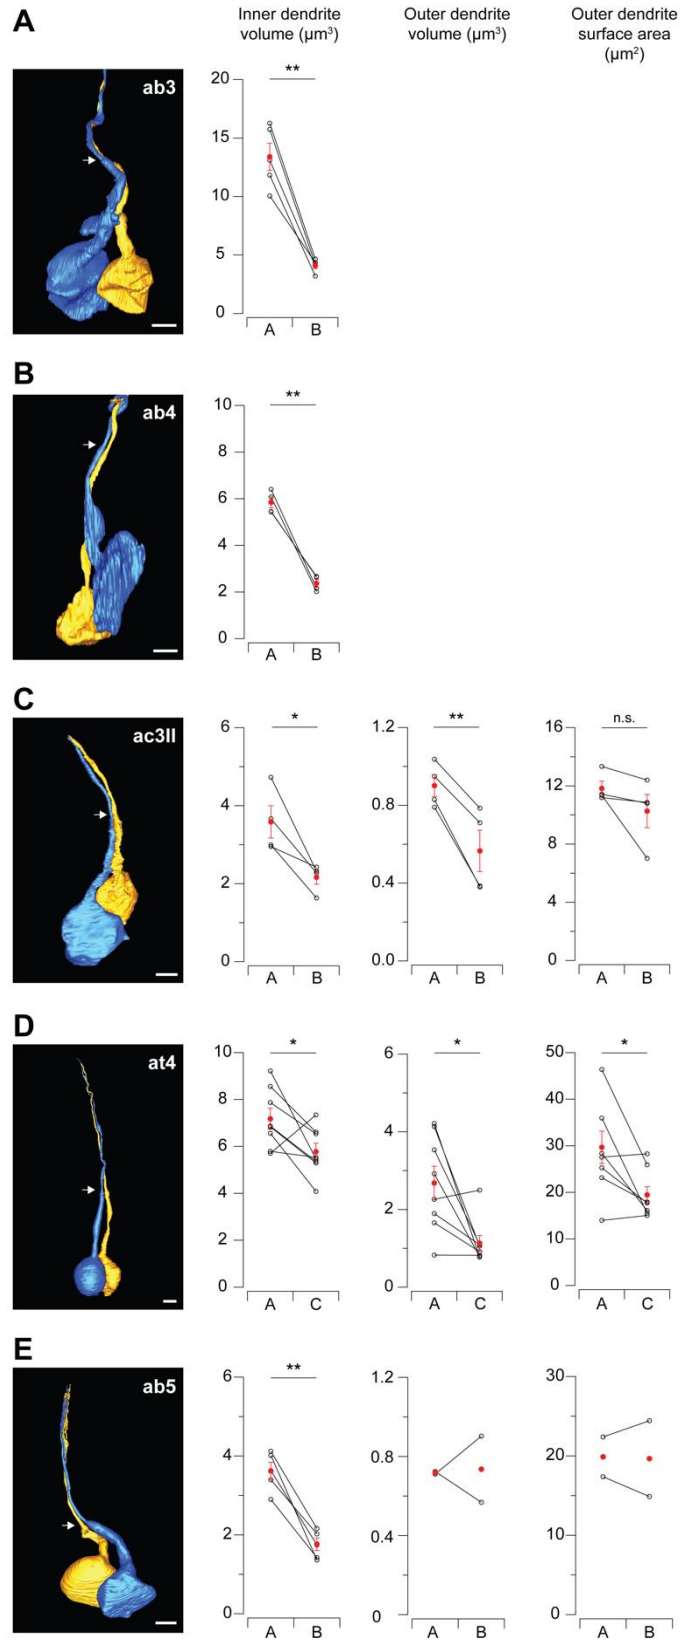 A
Inner dendrite
volume (µm³)
Outer dendrite
volume (µm³)
Outer dendrite
surface area
(µm²)
ab3
20
15
10
5
0
**
A B
B
ab4
10
8
6
4
2
0
**
A B
C
ac3II
6
4
2
0
*
A B
1.2
0.8
0.4
0.0
**
A B
16
12
8
4
0
n.s.
A B
D
at4
10
8
6
4
2
0
*
A C
6
4
2
0
*
A C
50
40
30
20
10
0
*
A C
E
ab5
6
4
2
0
**
A B
1.2
0.8
0.4
0
A B
30
20
10
0
A B